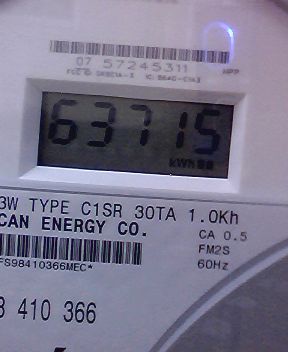 07 57245311
MPP
63715
kWh
3W TYPE C1SR 30TA 1.0Kh
CAN ENERGY CO.
CA 0.5
FM2S
60Hz
FS98410366MEC*
8 410 366